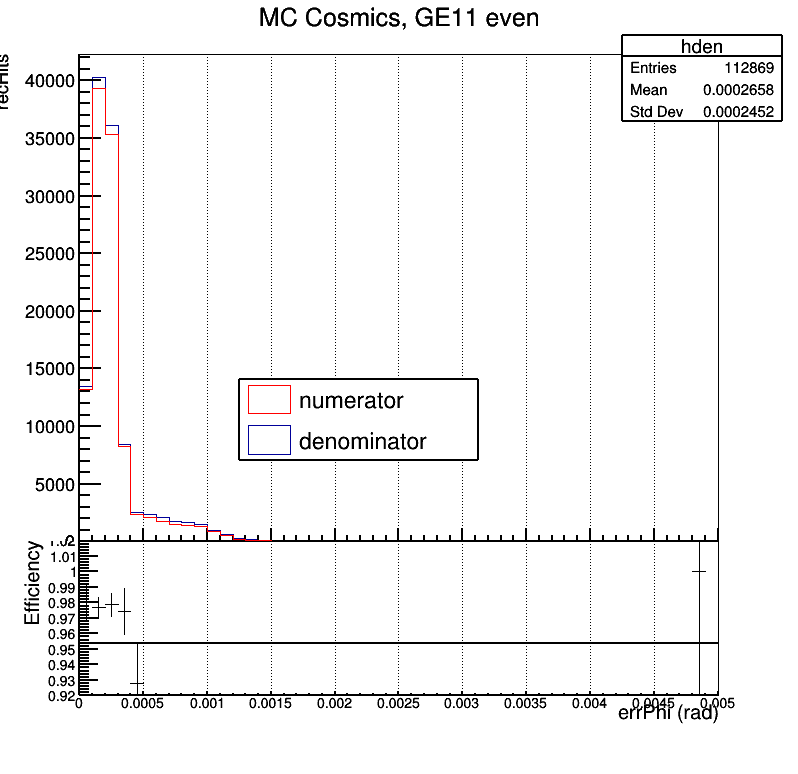 MC Cosmics, GE11 even
recHits
hden
Entries 112869
Mean 0.0002658
Std Dev 0.0002452
40000
35000
30000
25000
20000
15000
10000
5000
0
numerator
denominator
Efficiency
1.02
1.01
1
0.99
0.98
0.97
0.96
0.95
0.94
0.93
0.92
0 0.0005 0.001 0.0015 0.002 0.0025 0.003 0.0035 0.004 0.0045 0.005
errPhi (rad)